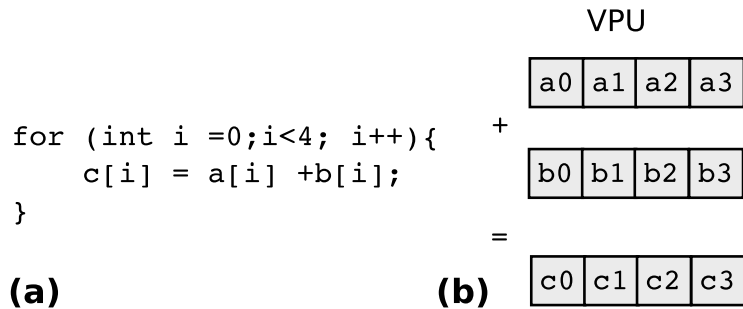 VPU
a0 a1 a2 a3
+
for (int i =0;i<4; i++){
    c[i] = a[i] +b[i];
}
b0 b1 b2 b3
=
c0 c1 c2 c3
(a)
(b)